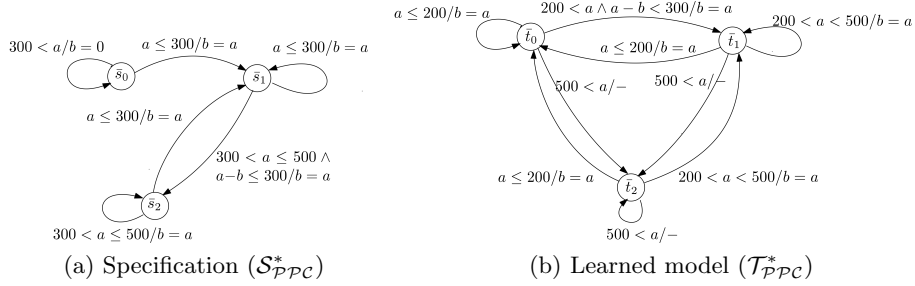 300 < a/b = 0
a ≤ 300/b = a
a ≤ 300/b = a
s̄₀
s̄₁
a ≤ 300/b = a
300 < a ≤ 500 ∧
a−b ≤ 300/b = a
s̄₂
300 < a ≤ 500/b = a
(a) Specification (𝒮*𝒫𝒫𝒞)
a ≤ 200/b = a
200 < a ∧ a − b < 300/b = a
200 < a < 500/b = a
t̄₀
t̄₁
a ≤ 200/b = a
500 < a/−
500 < a/−
a ≤ 200/b = a
200 < a < 500/b = a
t̄₂
500 < a/−
(b) Learned model (𝒯*𝒫𝒫𝒞)